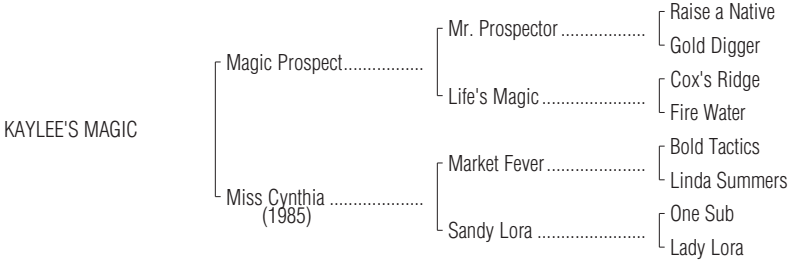 Raise a Native
Mr. Prospector ....................
Gold Digger
Magic Prospect.................
Cox's Ridge
Life's Magic ......................
Fire Water
KAYLEE'S MAGIC
Bold Tactics
Market Fever .....................
Linda Summers
Miss Cynthia ....................
(1985)
One Sub
Sandy Lora .......................
Lady Lora